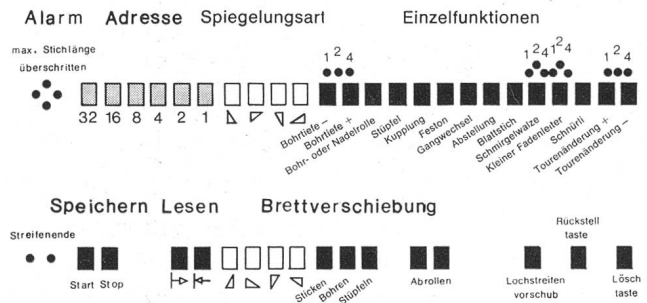 Alarm Adresse Spiegelungsart Einzelfunktionen
max. Stichlänge
überschritten
1 2 4 1 2 4 1 2 4 1 2 4
32 16 8 4 2 1
Bohrtiefe –
Bohrtiefe +
Bohr- oder Nadelrolle
Stüpfel
Kupplung
Feston
Gangwechsel
Abstellung
Blattstich
Schmirgelwalze
Kleiner Fadenleiter
Schnürli
Tourenänderung +
Tourenänderung –
Speichern Lesen Brettverschiebung
Streifenende
Start Stop
Sticken
Bohren
Stüpfeln
Abrollen
Lochstreifen
vorschub
Rückstell
taste
Lösch
taste